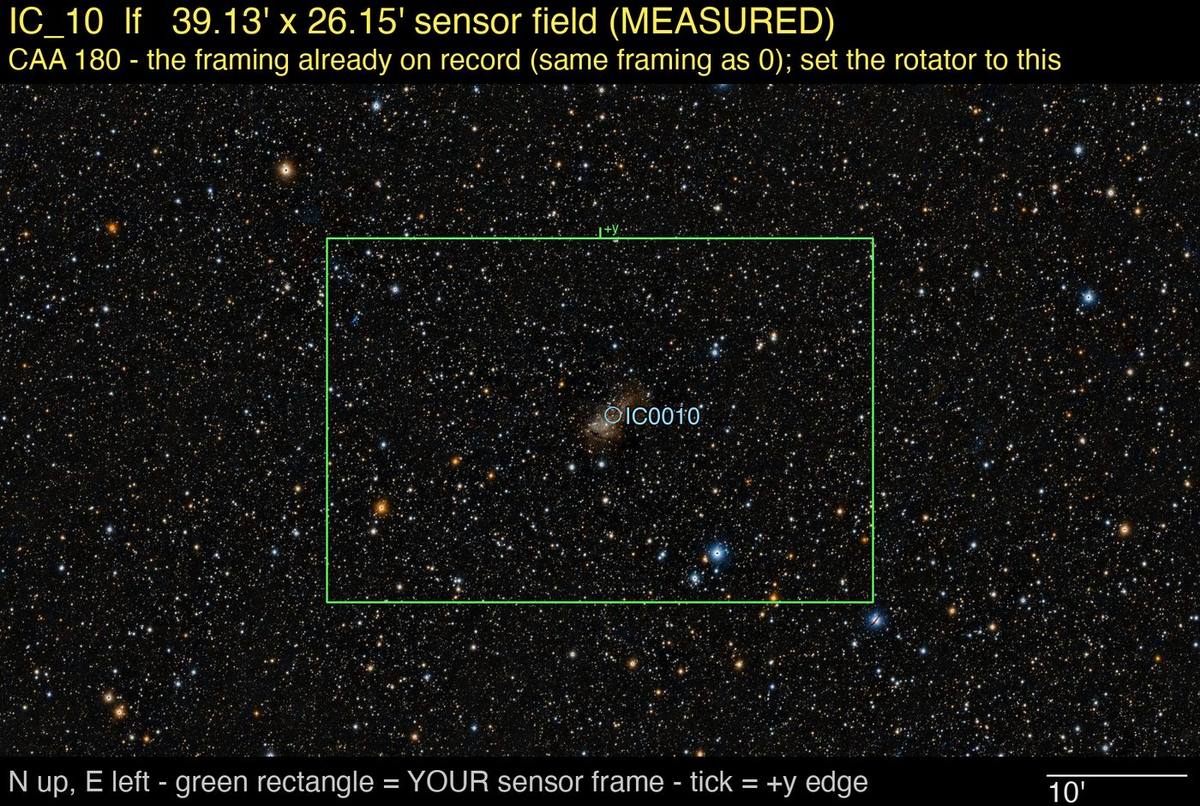 IC_10 lf 39.13' x 26.15' sensor field (MEASURED)
CAA 180 - the framing already on record (same framing as 0); set the rotator to this
+y
IC0010
N up, E left - green rectangle = YOUR sensor frame - tick = +y edge
10'